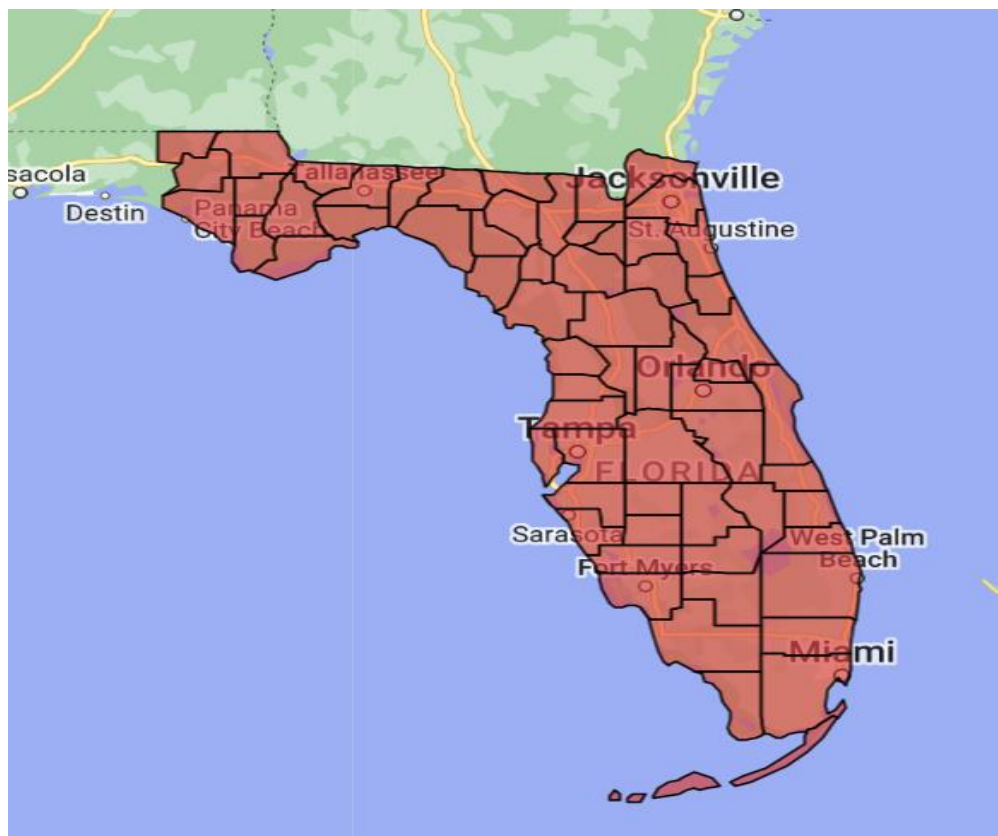 sacola
Destin
Tallahassee
Panama
City Beach
Jacksonville
St. Augustine
Orlando
Tampa
FLORIDA
Sarasota
West Palm
Beach
Fort Myers
Miami